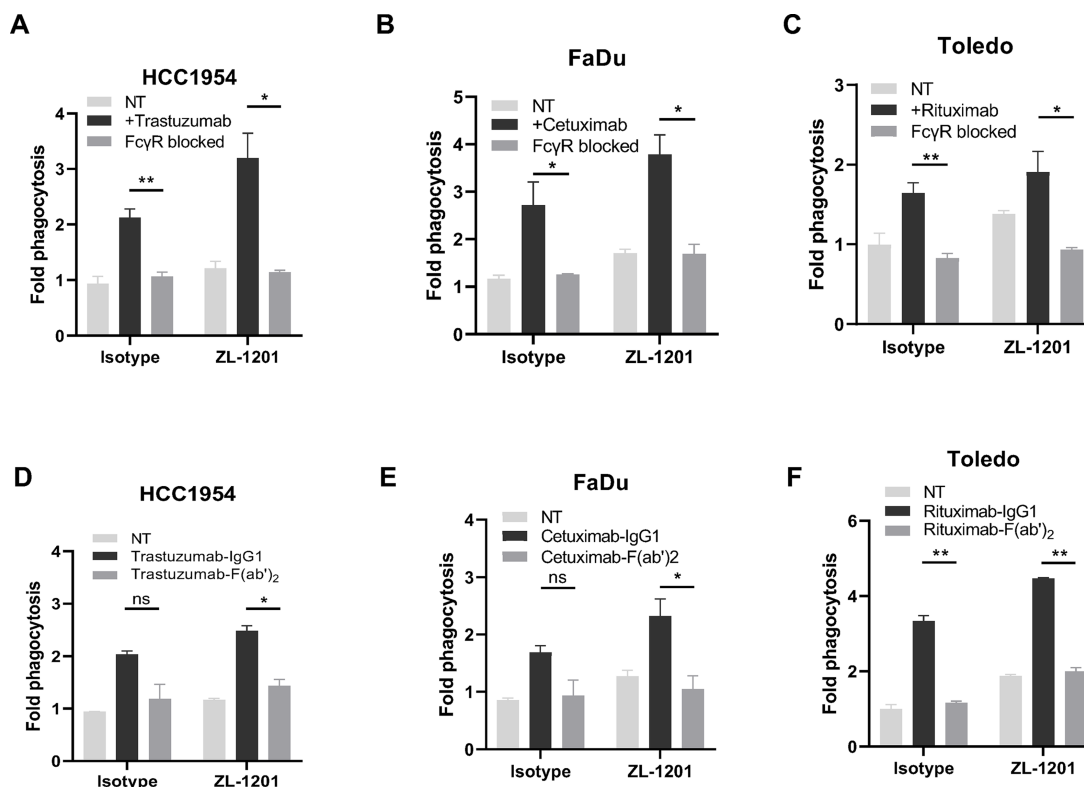 A
HCC1954
NT
+Trastuzumab
FcγR blocked
Fold phagocytosis
4
3
2
1
0
**
*
Isotype
ZL-1201
B
FaDu
NT
+Cetuximab
FcγR blocked
Fold phagocytosis
5
4
3
2
1
0
*
*
Isotype
ZL-1201
C
Toledo
NT
+Rituximab
FcγR blocked
Fold phagocytosis
3
2
1
0
**
*
Isotype
ZL-1201
D
HCC1954
NT
Trastuzumab-IgG1
Trastuzumab-F(ab')2
Fold phagocytosis
4
3
2
1
0
ns
*
Isotype
ZL-1201
E
FaDu
NT
Cetuximab-IgG1
Cetuximab-F(ab')2
Fold phagocytosis
4
3
2
1
0
ns
*
Isotype
ZL-1201
F
Toledo
NT
Rituximab-IgG1
Rituximab-F(ab')2
Fold phagocytosis
6
4
2
0
**
**
Isotype
ZL-1201